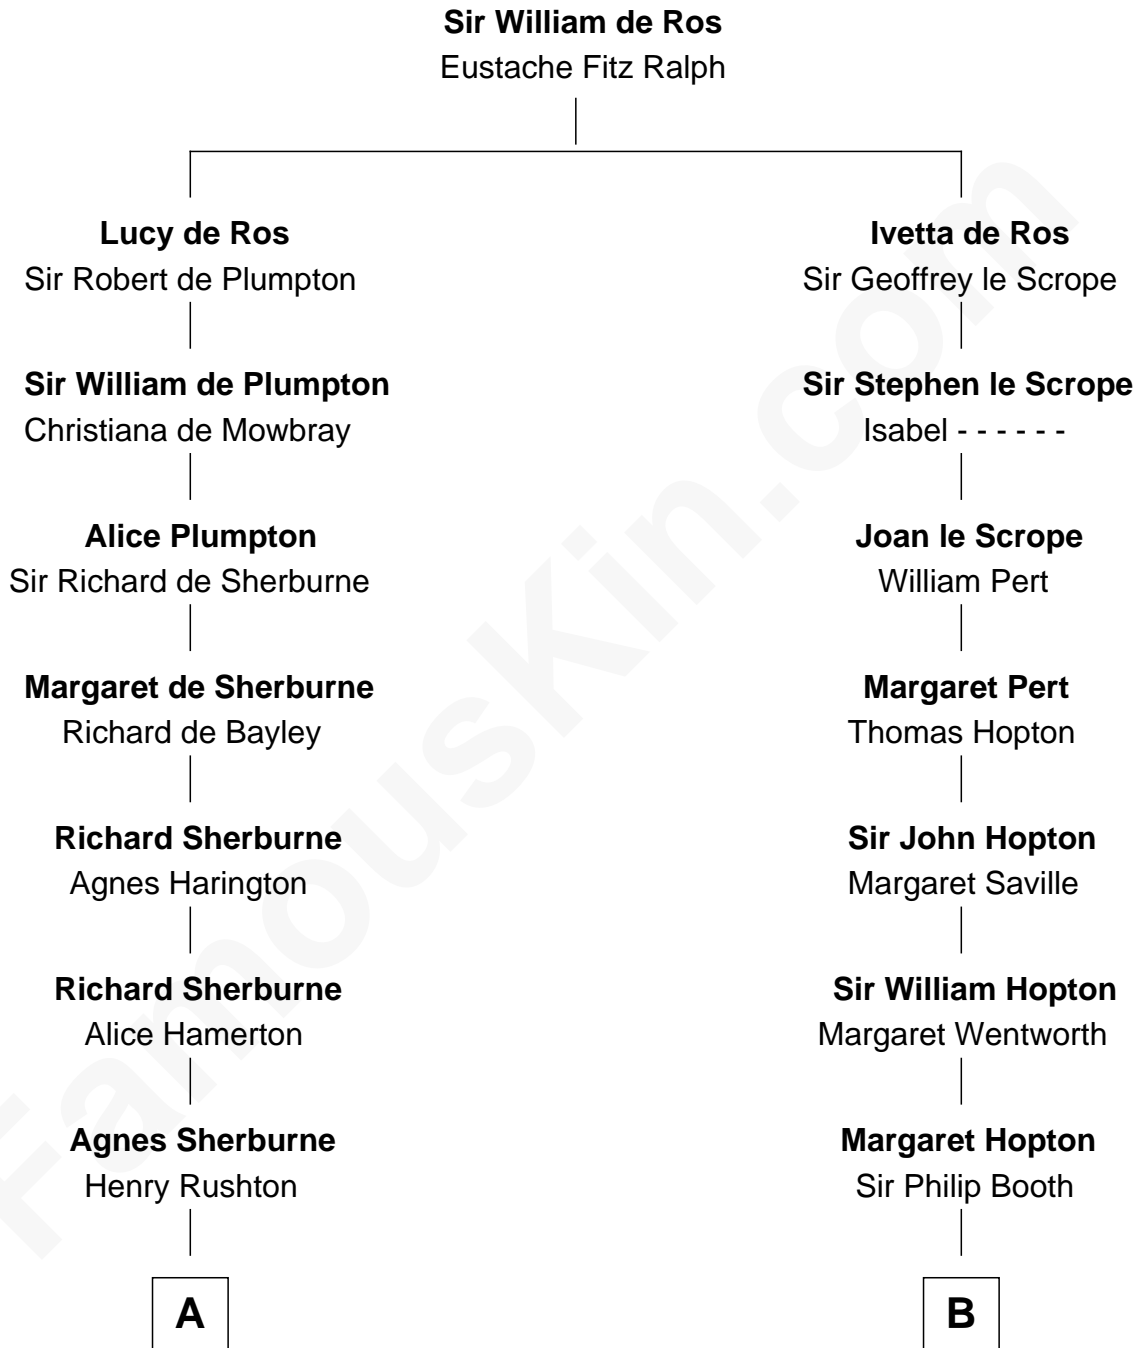 Sir William de Ros
Eustache Fitz Ralph
Lucy de Ros
Sir Robert de Plumpton
Ivetta de Ros
Sir Geoffrey le Scrope
Sir William de Plumpton
Christiana de Mowbray
Sir Stephen le Scrope
Isabel - - - - - -
Alice Plumpton
Sir Richard de Sherburne
Joan le Scrope
William Pert
Margaret de Sherburne
Richard de Bayley
Margaret Pert
Thomas Hopton
Richard Sherburne
Agnes Harington
Sir John Hopton
Margaret Saville
Richard Sherburne
Alice Hamerton
Sir William Hopton
Margaret Wentworth
Agnes Sherburne
Henry Rushton
Margaret Hopton
Sir Philip Booth
A
B
FamousKin.com